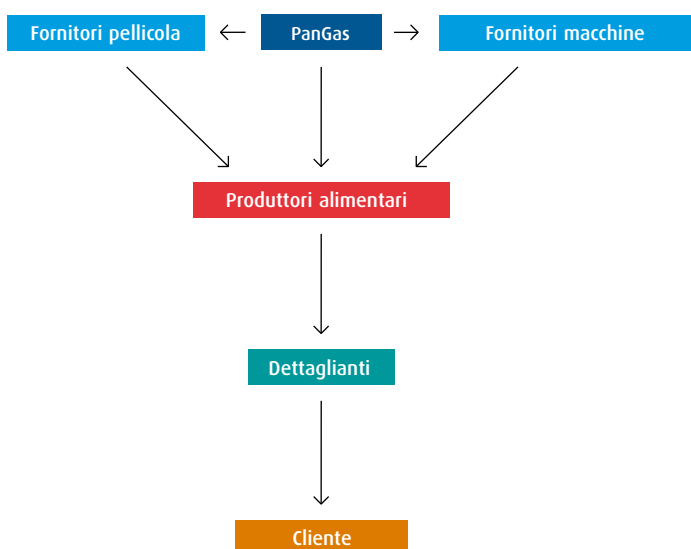 Fornitori pellicola
PanGas
Fornitori macchine
Produttori alimentari
Dettaglianti
Cliente